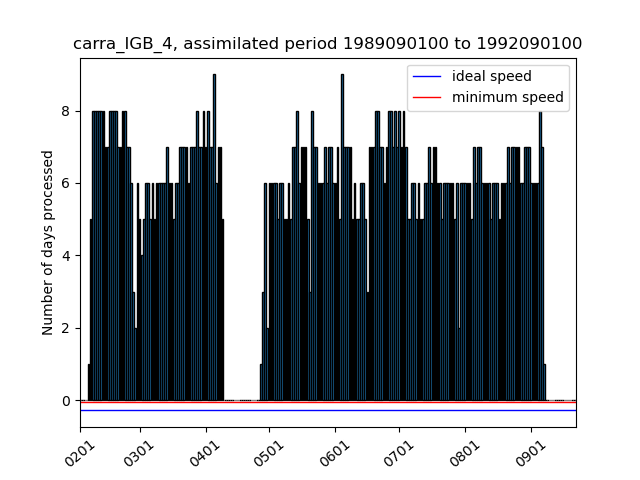 carra_IGB_4, assimilated period 1989090100 to 1992090100
ideal speed
minimum speed
Number of days processed
8
6
4
2
0
0201 0301 0401 0501 0601 0701 0801 0901